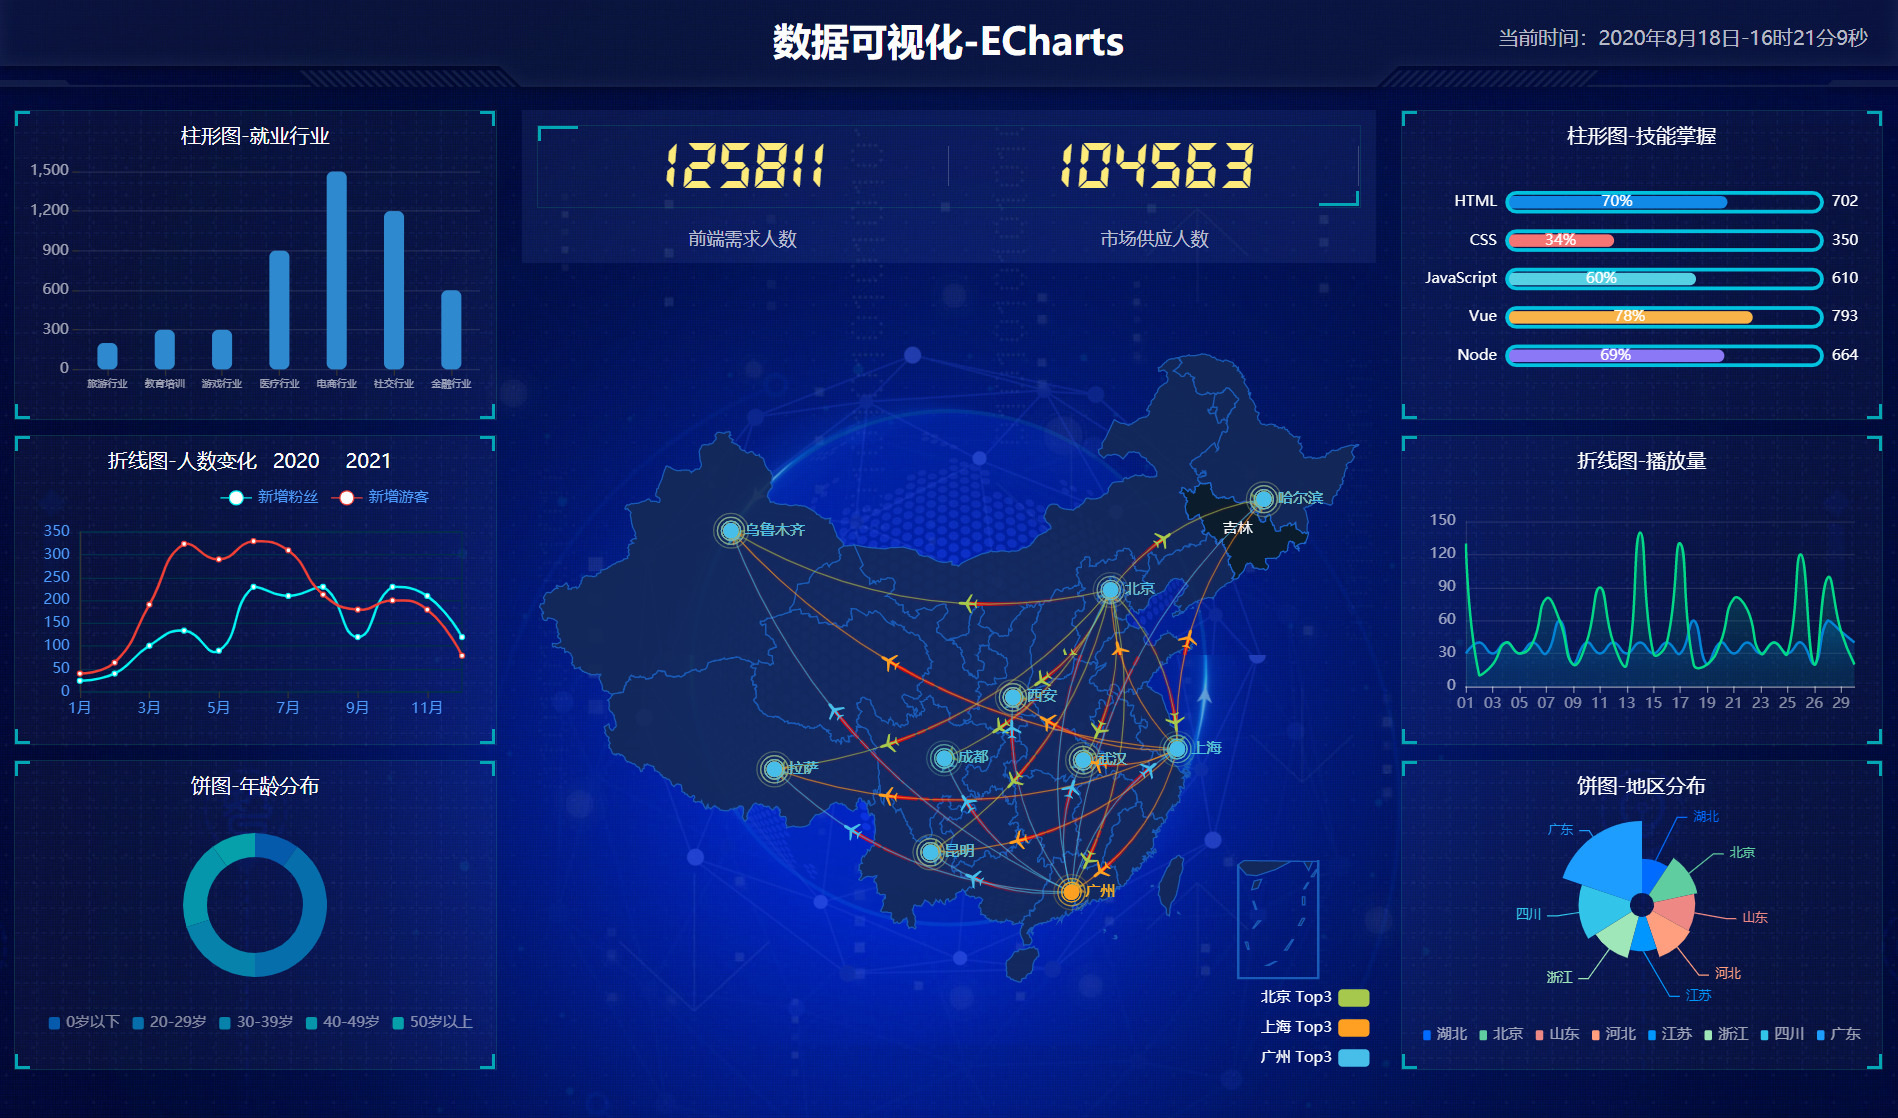 数据可视化-ECharts
当前时间：2020年8月18日-16时21分9秒
柱形图-就业行业
1,500
1,200
900
600
300
0
旅游行业 教育培训 游戏行业 医疗行业 电商行业 社交行业 金融行业
折线图-人数变化 2020 2021
新增粉丝 新增游客
350
300
250
200
150
100
50
0
1月 3月 5月 7月 9月 11月
饼图-年龄分布
0岁以下 20-29岁 30-39岁 40-49岁 50岁以上
125811 104563
前端需求人数 市场供应人数
哈尔滨
吉林
乌鲁木齐
北京
西安
上海
成都
武汉
拉萨
昆明
广州
北京 Top3
上海 Top3
广州 Top3
柱形图-技能掌握
HTML 70% 702
CSS 34% 350
JavaScript 60% 610
Vue 78% 793
Node 69% 664
折线图-播放量
150
120
90
60
30
0
01 03 05 07 09 11 13 15 17 19 21 23 25 26 29
饼图-地区分布
湖北
广东
北京
四川
山东
浙江
河北
江苏
湖北 北京 山东 河北 江苏 浙江 四川 广东